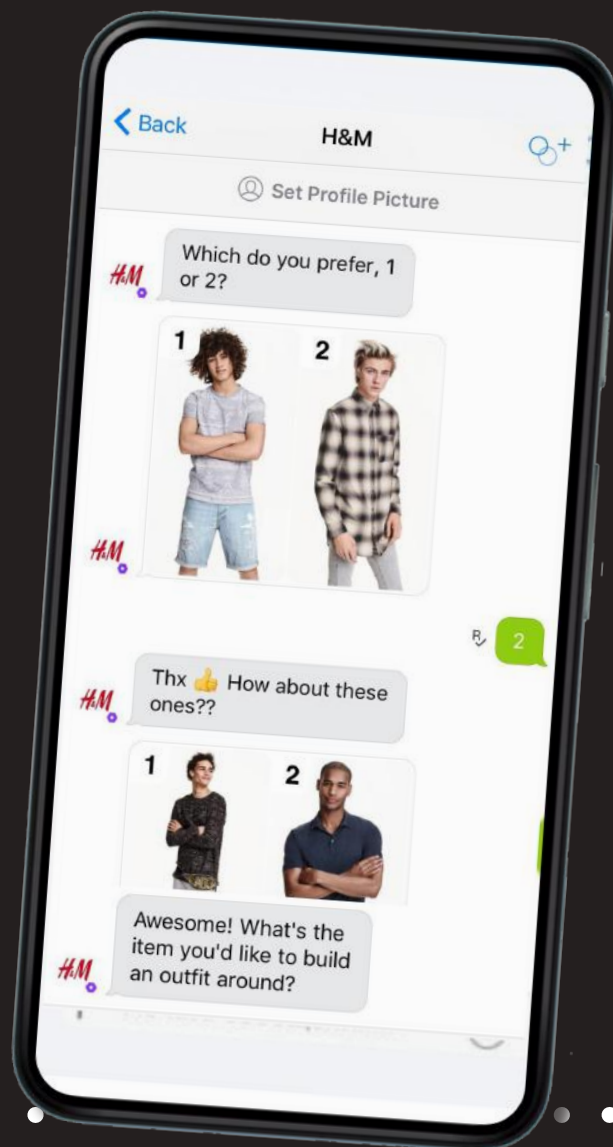 Back
H&M
Set Profile Picture
Which do you prefer, 1
or 2?
H&M
1 2
H&M
R
2
Thx 👍 How about these
ones??
H&M
1 2
Awesome! What's the
item you'd like to build
an outfit around?
H&M